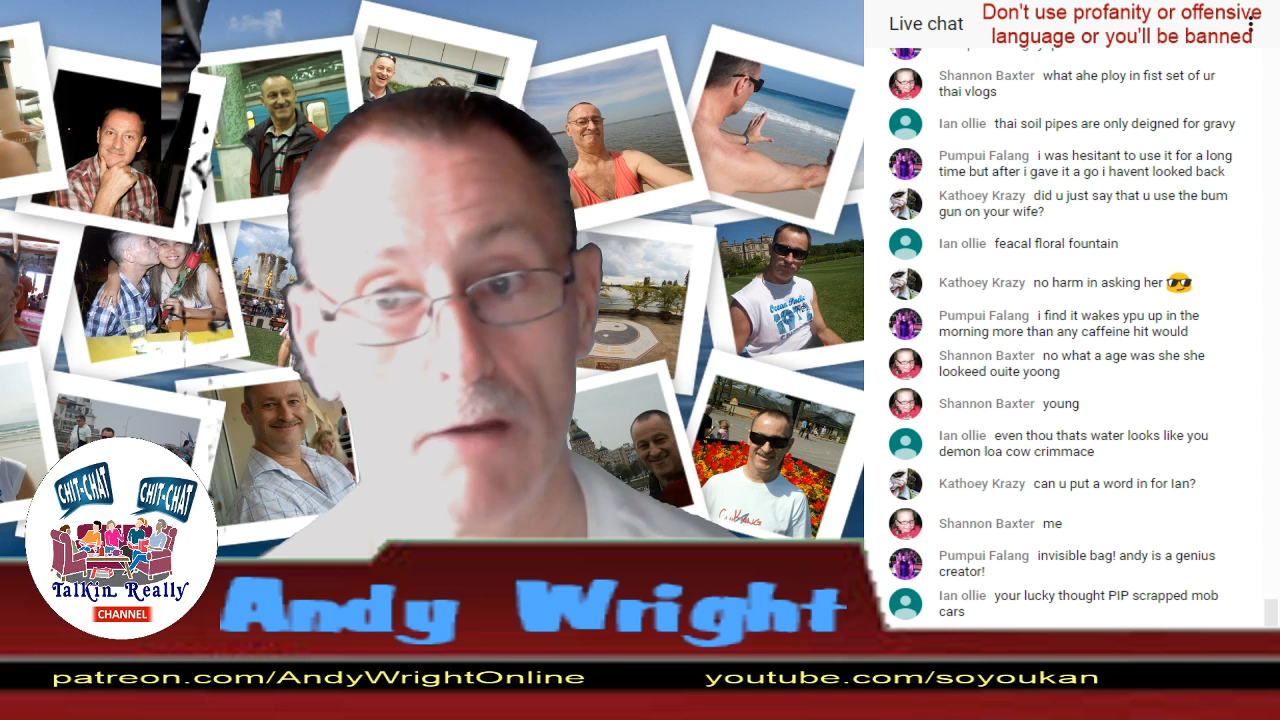 Live chat
Don't use profanity or offensive
language or you'll be banned
Shannon Baxter what ahe ploy in fist set of ur
thai vlogs
Ian ollie thai soil pipes are only deigned for gravy
Pumpui Falang i was hesitant to use it for a long
time but after i gave it a go i havent looked back
Kathoey Krazy did u just say that u use the bum
gun on your wife?
Ian ollie feacal floral fountain
Kathoey Krazy no harm in asking her 😎
Pumpui Falang i find it wakes ypu up in the
morning more than any caffeine hit would
Shannon Baxter no what a age was she she
lookeed ouite yoong
Shannon Baxter young
Ian ollie even thou thats water looks like you
demon loa cow crimmace
Kathoey Krazy can u put a word in for Ian?
Shannon Baxter me
Pumpui Falang invisible bag! andy is a genius
creator!
Ian ollie your lucky thought PIP scrapped mob
cars
CHIT-CHAT
CHIT-CHAT
Talkin Really
CHANNEL
Andy Wright
patreon.com/AndyWrightOnline
youtube.com/soyoukan